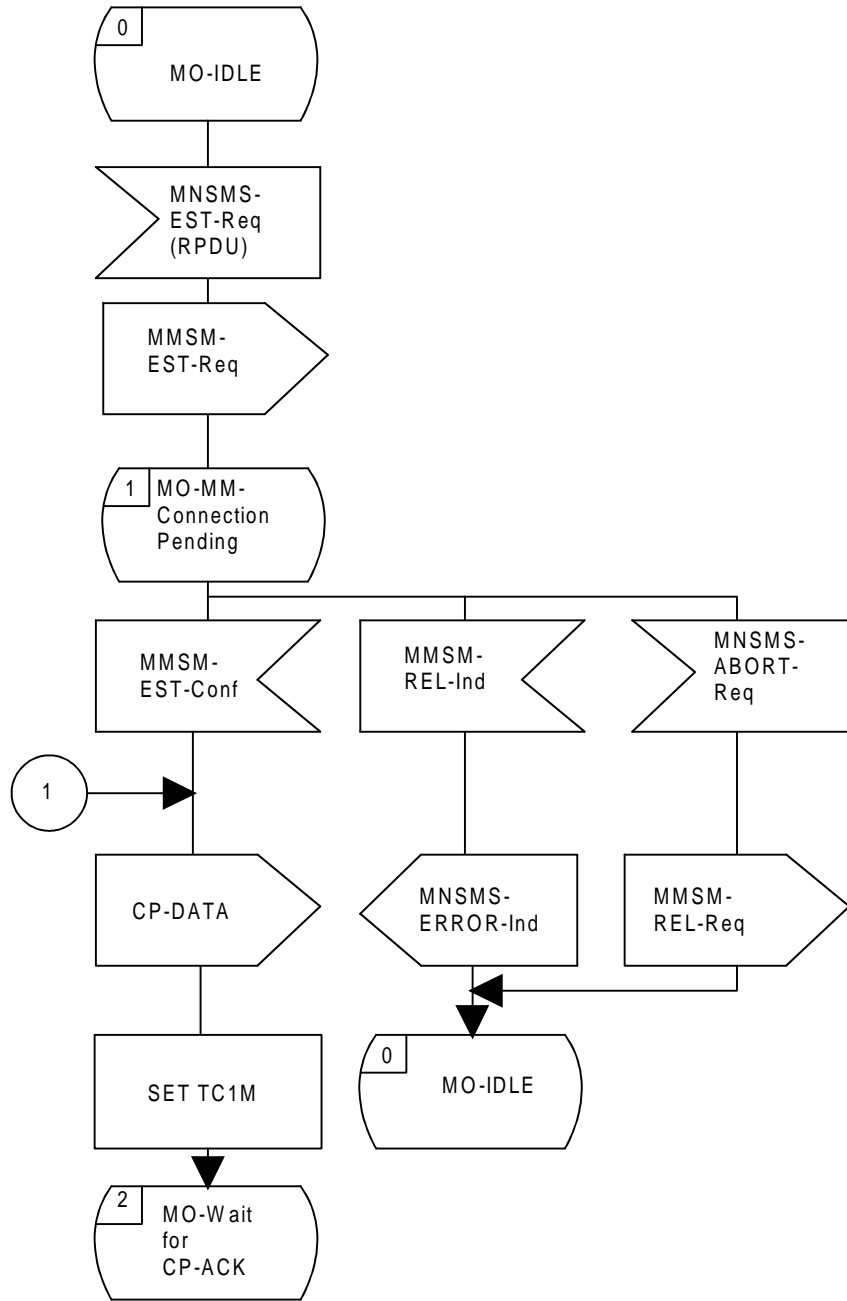 0
MO-IDLE
MNSMS-
EST-Req
(RPDU)
MMSM-
EST-Req
1
MO-MM-
Connection
Pending
MMSM-
EST-Conf
MMSM-
REL-Ind
MNSMS-
ABORT-
Req
1
CP-DATA
MNSMS-
ERROR-Ind
MMSM-
REL-Req
SET TC1M
0
MO-IDLE
2
MO-Wait
for
CP-ACK